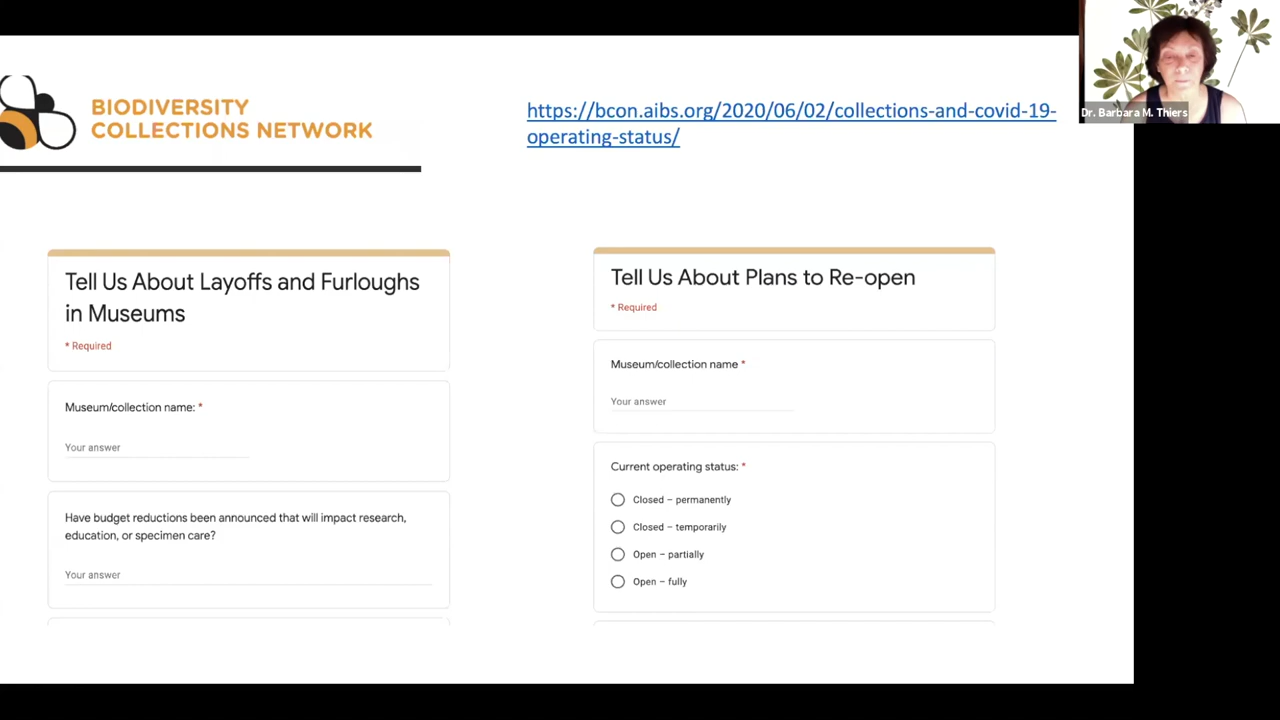 BIODIVERSITY
COLLECTIONS NETWORK
https://bcon.aibs.org/2020/06/02/collections-and-covid-19-
operating-status/
Dr. Barbara M. Thiers
Tell Us About Layoffs and Furloughs
in Museums
* Required
Museum/collection name: *
Your answer
Have budget reductions been announced that will impact research,
education, or specimen care?
Your answer
Tell Us About Plans to Re-open
* Required
Museum/collection name *
Your answer
Current operating status: *
Closed – permanently
Closed – temporarily
Open – partially
Open – fully